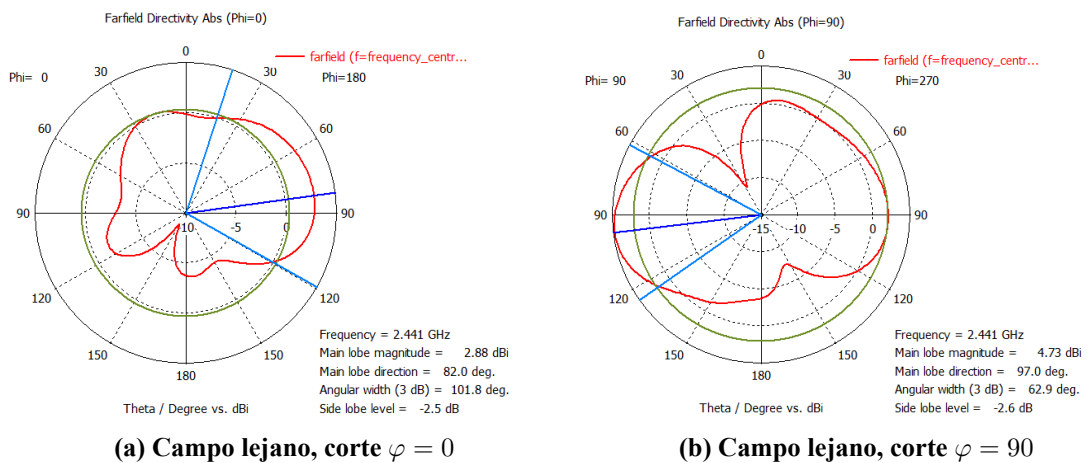 Farfield Directivity Abs (Phi=0)
farfield (f=frequency_centr...
Phi= 0
Phi=180
0
30
30
60
60
90
90
120
120
150
150
180
-10
-5
0
Frequency = 2.441 GHz
Main lobe magnitude = 2.88 dBi
Main lobe direction = 82.0 deg.
Angular width (3 dB) = 101.8 deg.
Side lobe level = -2.5 dB
Theta / Degree vs. dBi
(a) Campo lejano, corte φ = 0
Farfield Directivity Abs (Phi=90)
farfield (f=frequency_centr...
Phi= 90
Phi=270
0
30
30
60
60
90
90
120
120
150
150
180
-15
-10
-5
0
Frequency = 2.441 GHz
Main lobe magnitude = 4.73 dBi
Main lobe direction = 97.0 deg.
Angular width (3 dB) = 62.9 deg.
Side lobe level = -2.6 dB
Theta / Degree vs. dBi
(b) Campo lejano, corte φ = 90